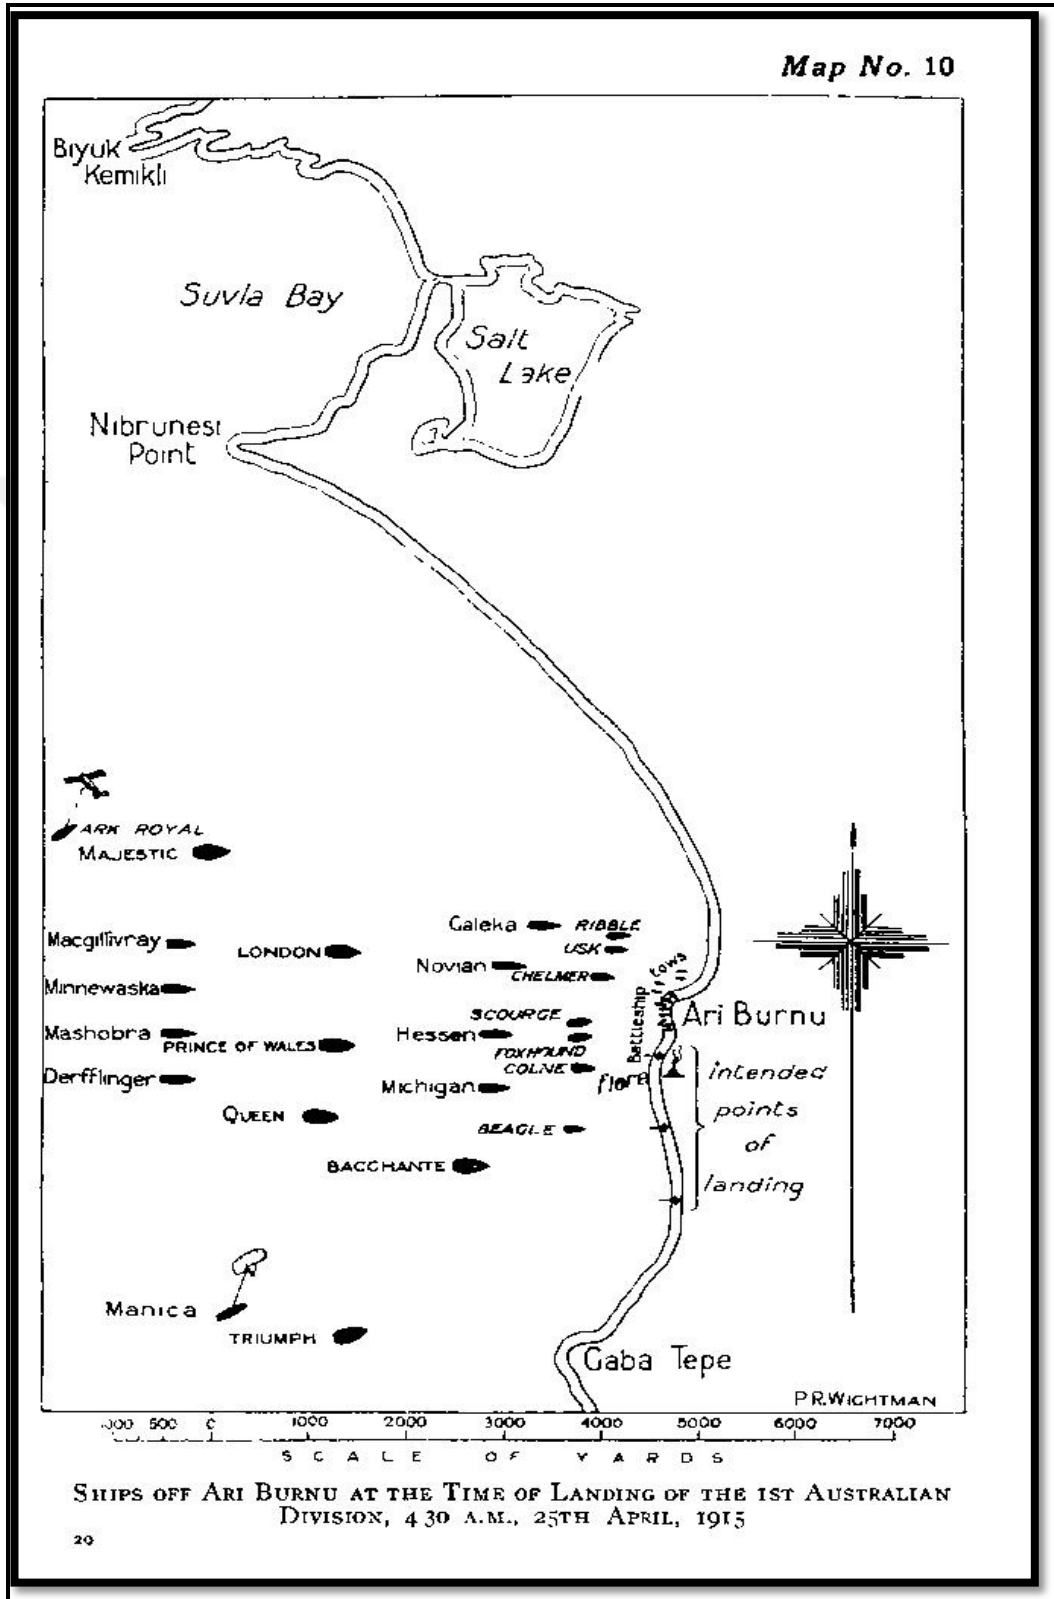 Map No. 10
Bıyuk
Kemıklı
Suvla Bay
Salt
Lake
Nıbrunesı
Point
ARK ROYAL
MAJESTIC
Macgillivray
LONDON
Galeka
RIBBLE
USK
Novian
CHELMER
Minnewaska
tows
Battleship
SCOURGE
Ari Burnu
Mashobra
PRINCE OF WALES
Hessen
FOXHOUND
COLNE
flare
Derfflinger
Michigan
intended
points
of
landing
QUEEN
BEAGLE
BACCHANTE
Manica
TRIUMPH
Gaba Tepe
P.R.WIGHTMAN
500 0 1000 2000 3000 4000 5000 6000 7000
SCALE OF YARDS
SHIPS OFF ARI BURNU AT THE TIME OF LANDING OF THE 1ST AUSTRALIAN
DIVISION, 4 30 A.M., 25TH APRIL, 1915